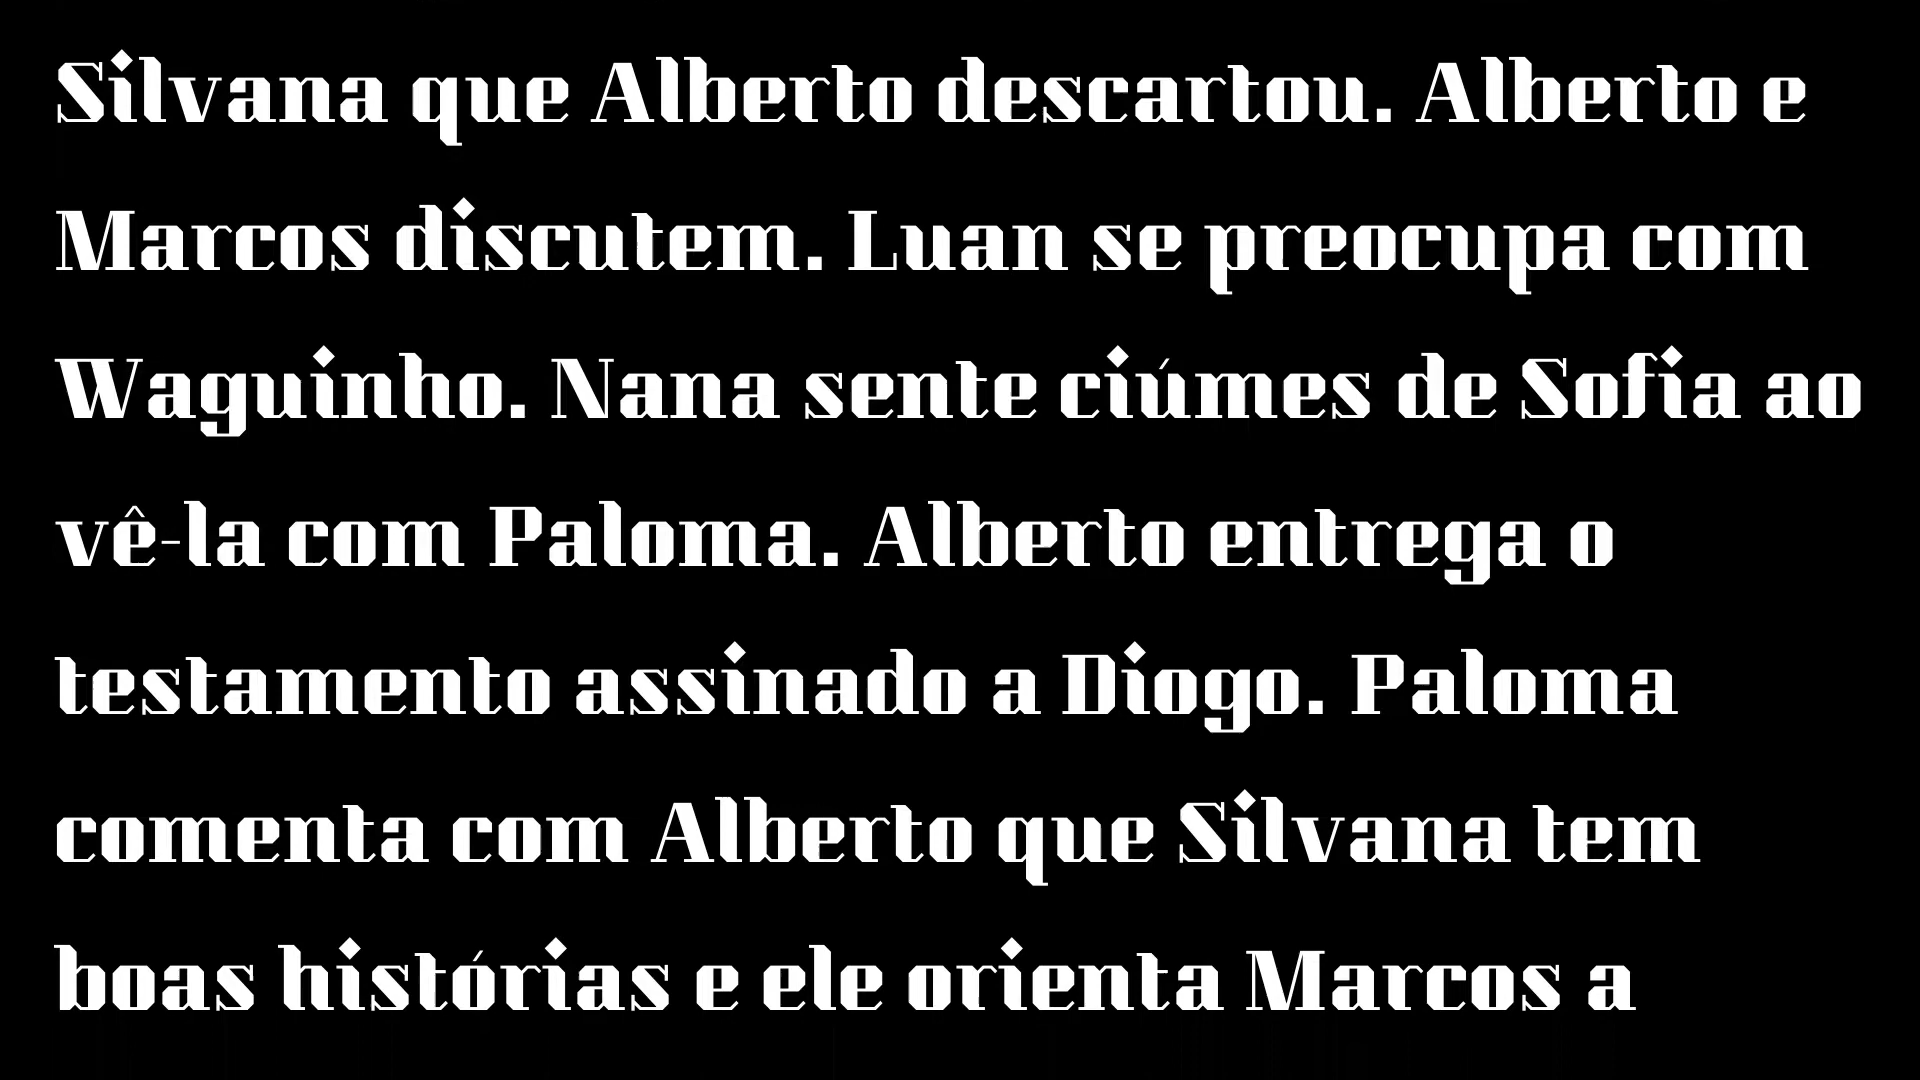 Silvana que Alberto descartou. Alberto e
Marcos discutem. Luan se preocupa com
Waguinho. Nana sente ciúmes de Sofia ao
vê-la com Paloma. Alberto entrega o
testamento assinado a Diogo. Paloma
comenta com Alberto que Silvana tem
boas histórias e ele orienta Marcos a